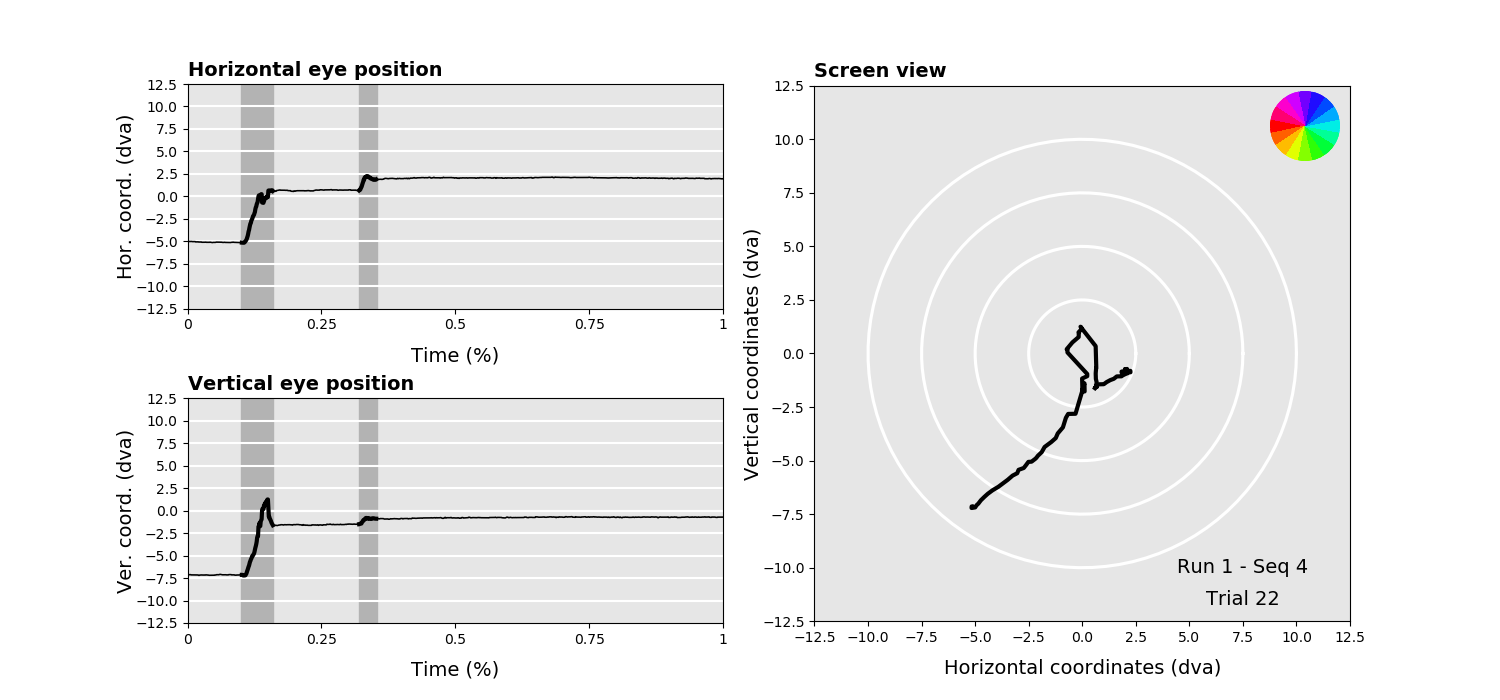 Horizontal eye position
Hor. coord. (dva)
12.5
10.0
7.5
5.0
2.5
0.0
−2.5
−5.0
−7.5
−10.0
−12.5
0 0.25 0.5 0.75 1
Time (%)
Vertical eye position
Ver. coord. (dva)
12.5
10.0
7.5
5.0
2.5
0.0
−2.5
−5.0
−7.5
−10.0
−12.5
0 0.25 0.5 0.75 1
Time (%)
Screen view
Vertical coordinates (dva)
12.5
10.0
7.5
5.0
2.5
0.0
−2.5
−5.0
−7.5
−10.0
−12.5
Run 1 - Seq 4
Trial 22
−12.5 −10.0 −7.5 −5.0 −2.5 0.0 2.5 5.0 7.5 10.0 12.5
Horizontal coordinates (dva)